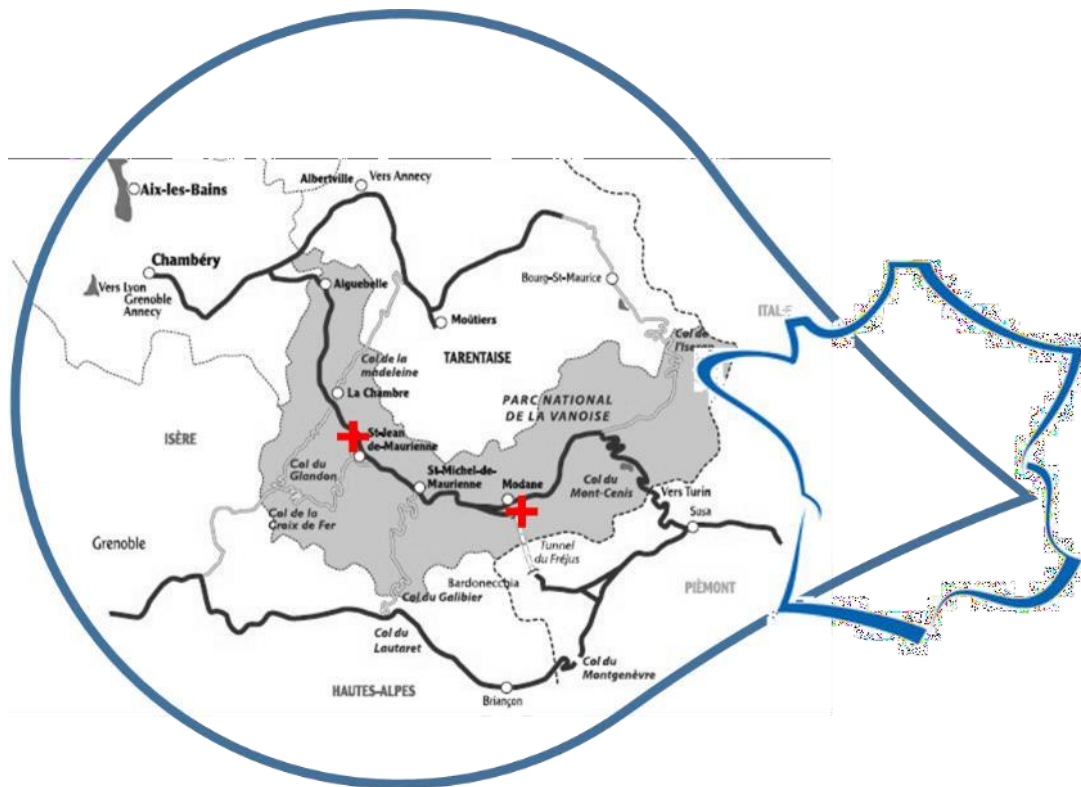 Vers Annecy
Albertville
Aix-les-Bains
Chambéry
Vers Lyon
Grenoble
Annecy
Aiguebelle
Bourg-St-Maurice
Moûtiers
ITAL
Col de
l'Iseran
Col de la
madeleine
TARENTAISE
La Chambre
PARC NATIONAL
DE LA VANOISE
ISÈRE
St-Jean
de-Maurienne
Col du
Glandon
St-Michel-de-
Maurienne
Modane
Col du
Mont-Cenis
Vers Turin
Susa
Col de la
Croix de Fer
Grenoble
Tunnel
du Fréjus
Bardonecchia
PIÈMONT
Col du Galibier
Col du
Lautaret
Col du
Montgenèvre
HAUTES-ALPES
Briançon